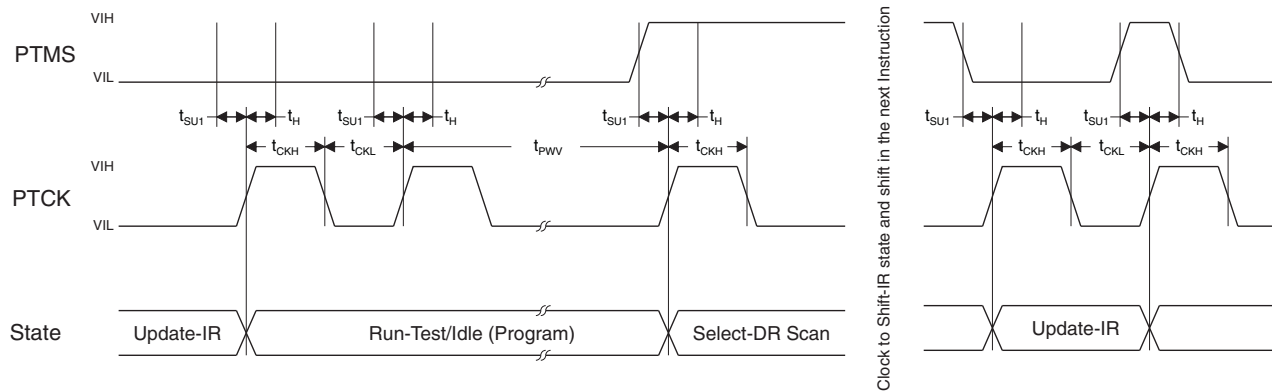 VIH
PTMS
VIL
tSU1 tH tSU1 tH tSU1 tH tSU1 tH tSU1 tH
tCKH tCKL tPWV tCKH tCKH tCKL tCKH
VIH
PTCK
VIL
State
Update-IR Run-Test/Idle (Program) Select-DR Scan Update-IR
Clock to Shift-IR state and shift in the next Instruction